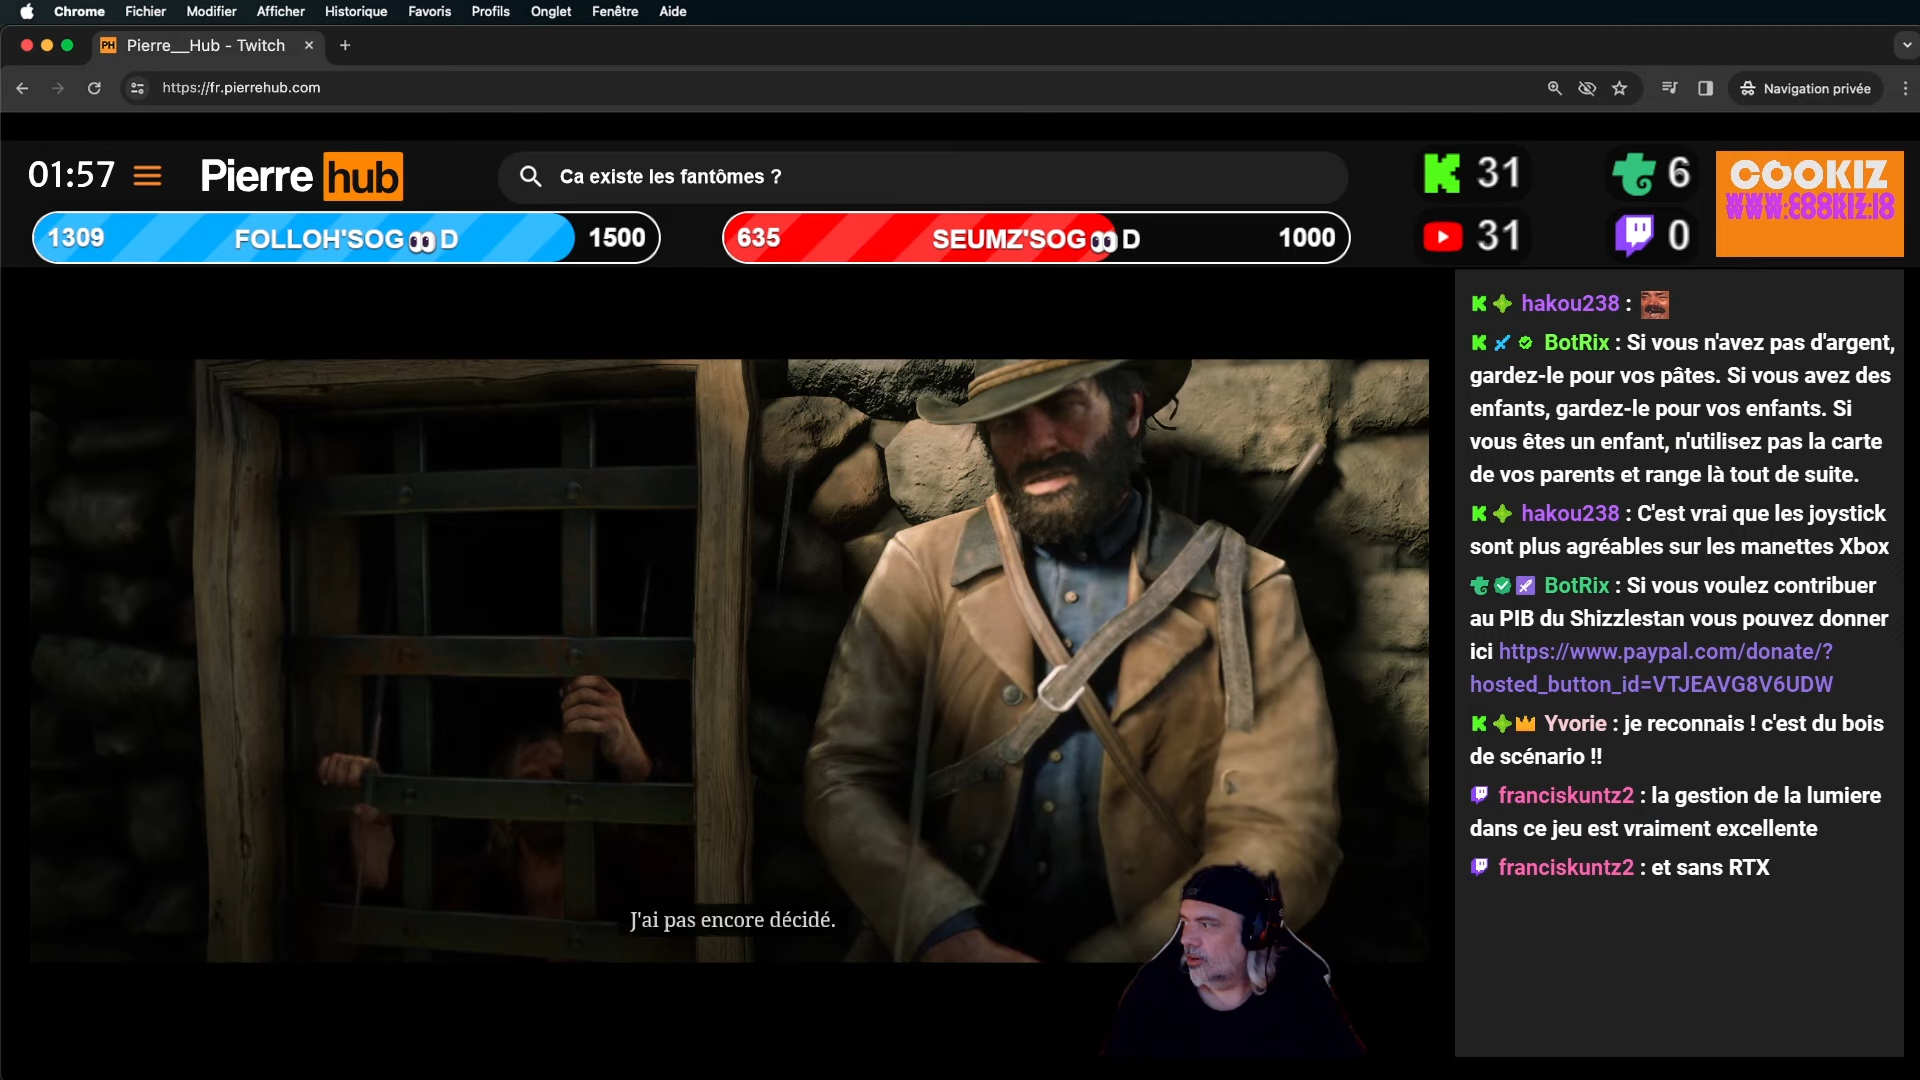 Chrome Fichier Modifier Afficher Historique Favoris Profils Onglet Fenêtre Aide
PH Pierre__Hub - Twitch
https://fr.pierrehub.com
Navigation privée
01:57
Pierre hub
Ca existe les fantômes ?
31
6
COOKIZ
WWW.COOKIZ.IO
1309 FOLLOH'SOG👀D 1500
635 SEUMZ'SOG👀D 1000
31
0
hakou238 :
BotRix : Si vous n'avez pas d'argent,
gardez-le pour vos pâtes. Si vous avez des
enfants, gardez-le pour vos enfants. Si
vous êtes un enfant, n'utilisez pas la carte
de vos parents et range là tout de suite.
hakou238 : C'est vrai que les joystick
sont plus agréables sur les manettes Xbox
BotRix : Si vous voulez contribuer
au PIB du Shizzlestan vous pouvez donner
ici https://www.paypal.com/donate/?
hosted_button_id=VTJEAVG8V6UDW
Yvorie : je reconnais ! c'est du bois
de scénario !!
franciskuntz2 : la gestion de la lumiere
dans ce jeu est vraiment excellente
franciskuntz2 : et sans RTX
J'ai pas encore décidé.